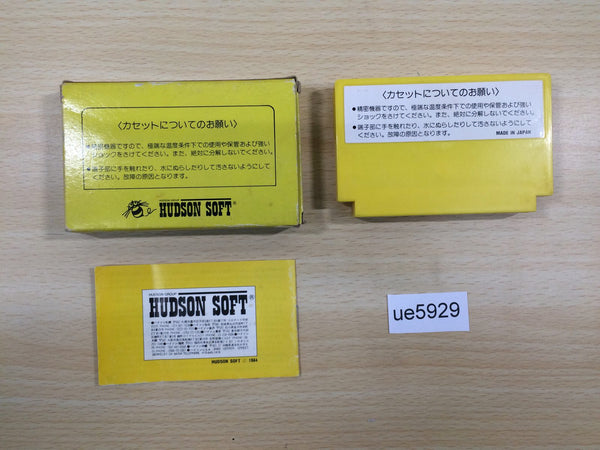 〈カセットについてのお願い〉
●精密機器ですので、極端な温度条件下での使用や保管および強い
ショックをさけてください。また、絶対に分解しないでください。
●端子部に手を触れたり、水にぬらしたりして汚さないようにして
ください。故障の原因となります。
HUDSON GROUP
HUDSON SOFT®
〈カセットについてのお願い〉
●精密機器ですので、極端な温度条件下での使用や保管および強い
ショックをさけてください。また、絶対に分解しないでください。
●端子部に手を触れたり、水にぬらしたりして汚さないようにして
ください。故障の原因となります。
MADE IN JAPAN
HUDSON GROUP
HUDSON SOFT®
HUDSON SOFT © 1984
ue5929